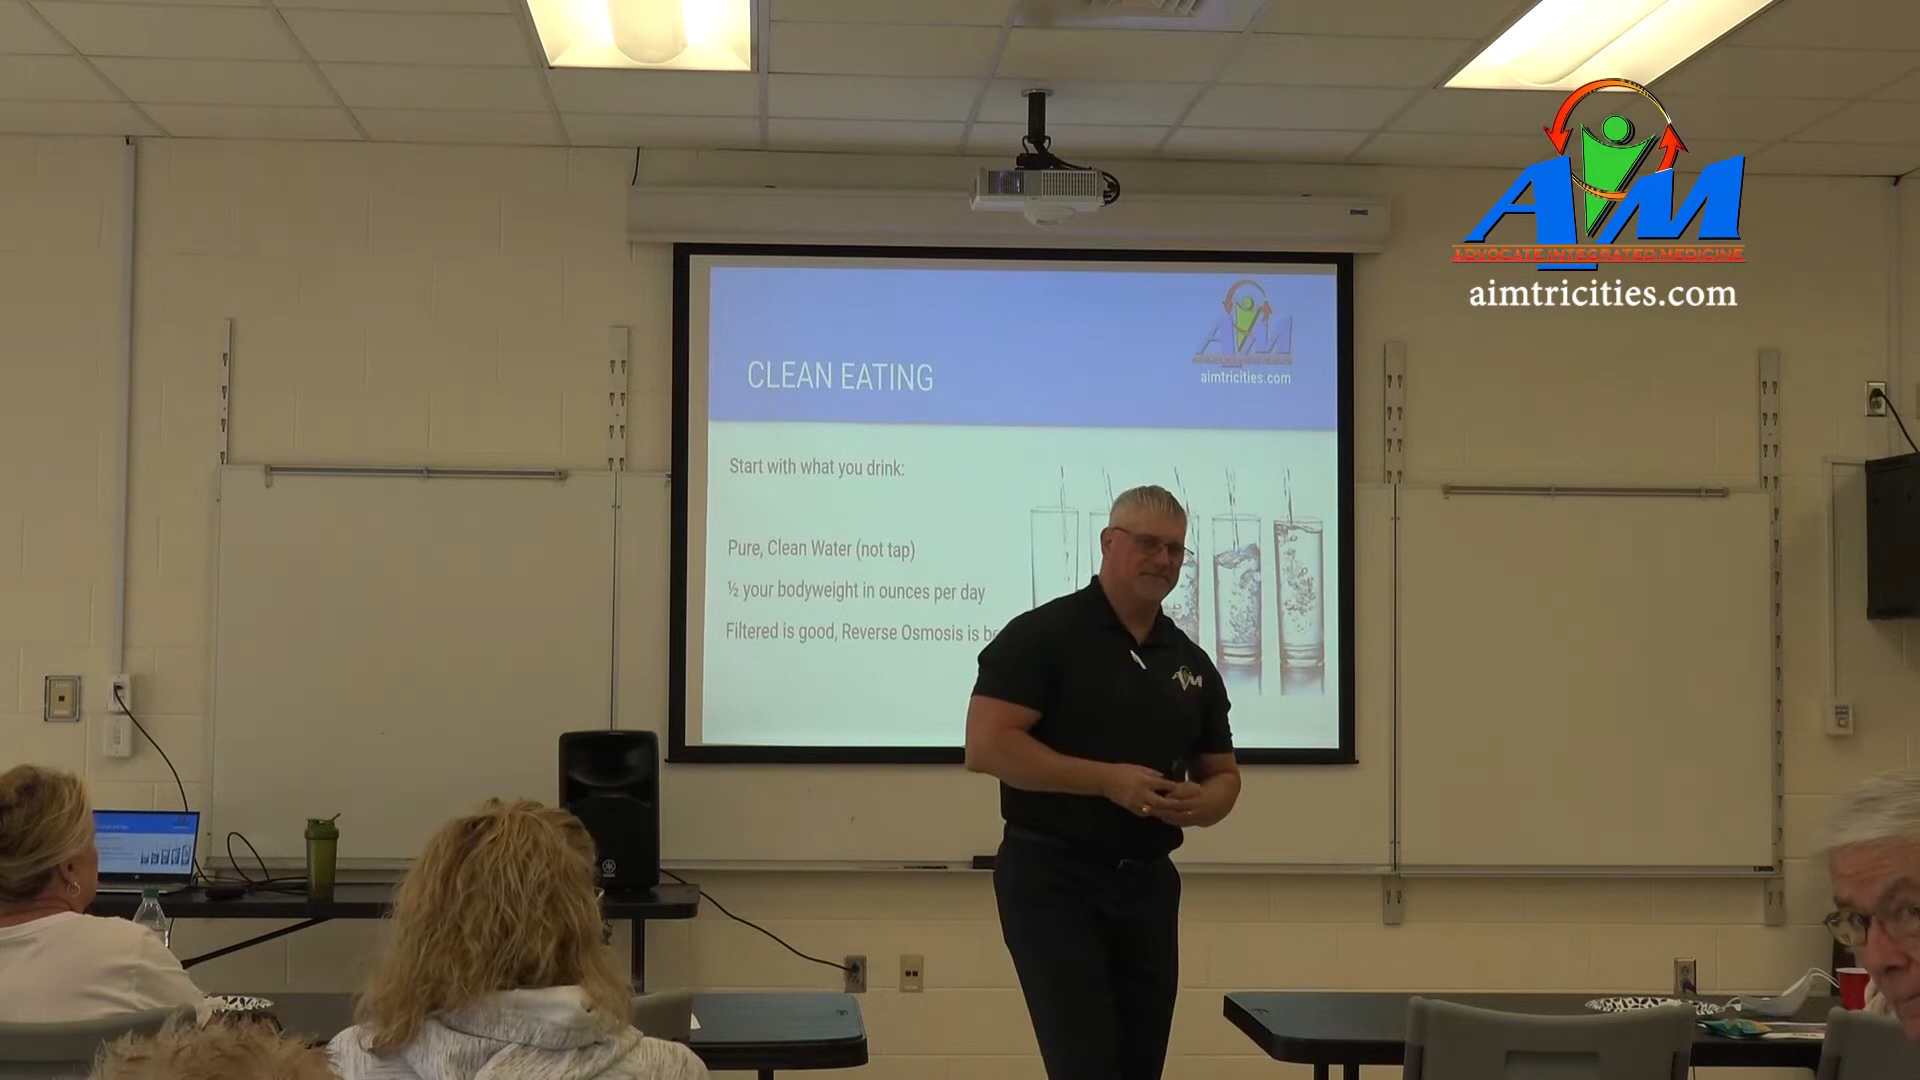 ADVOCATE INTEGRATED MEDICINE
aimtricities.com
AIM
aimtricities.com
CLEAN EATING
Start with what you drink:
Pure, Clean Water (not tap)
½ your bodyweight in ounces per day
Filtered is good, Reverse Osmosis is
AIM